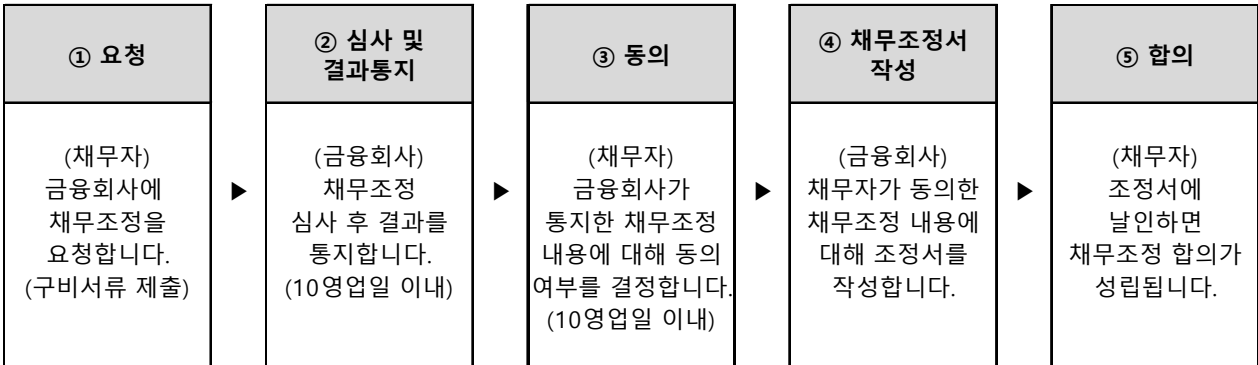 ① 요청
(채무자)
금융회사에
채무조정을
요청합니다.
(구비서류 제출)
▶
② 심사 및
결과통지
(금융회사)
채무조정
심사 후 결과를
통지합니다.
(10영업일 이내)
▶
③ 동의
(채무자)
금융회사가
통지한 채무조정
내용에 대해 동의
여부를 결정합니다.
(10영업일 이내)
▶
④ 채무조정서
작성
(금융회사)
채무자가 동의한
채무조정 내용에
대해 조정서를
작성합니다.
▶
⑤ 합의
(채무자)
조정서에
날인하면
채무조정 합의가
성립됩니다.